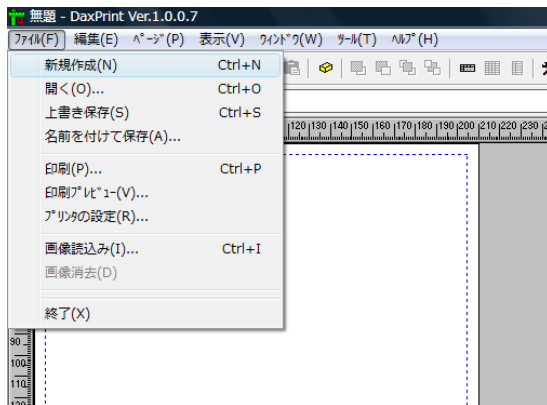 無題 - DaxPrint Ver.1.0.0.7
ﾌｧｲﾙ(F) 編集(E) ﾍﾟｰｼﾞ(P) 表示(V) ｳｨﾝﾄﾞｳ(W) ﾂｰﾙ(T) ﾍﾙﾌﾟ(H)
新規作成(N) Ctrl+N
開く(O)... Ctrl+O
上書き保存(S) Ctrl+S
名前を付けて保存(A)...
120 130 140 150 160 170 180 190 200 210 220 230
印刷(P)... Ctrl+P
印刷ﾌﾟﾚﾋﾞｭｰ(V)...
ﾌﾟﾘﾝﾀの設定(R)...
画像読込み(I)... Ctrl+I
画像消去(D)
終了(X)
90
100
110
120